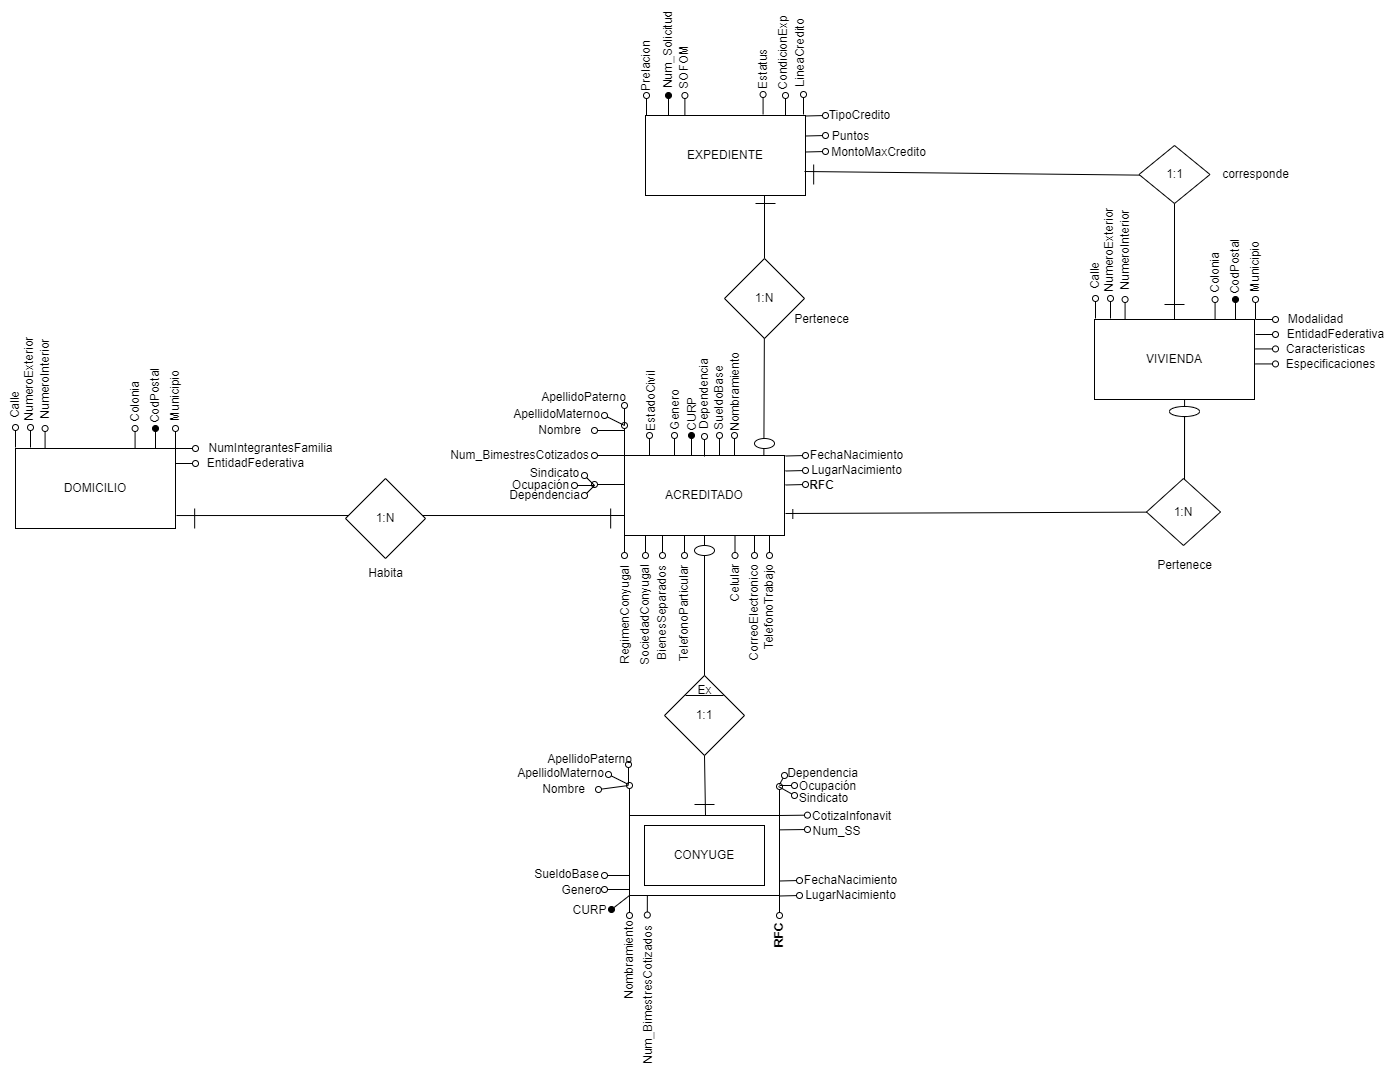 Prelacion
Num_Solicitud
SOFOM
Estatus
CondicionExp
LineaCredito
TipoCredito
Puntos
MontoMaxCredito
EXPEDIENTE
1:1
corresponde
1:N
Pertenece
Calle
NumeroExterior
NumeroInterior
Colonia
CodPostal
Municipio
Modalidad
EntidadFederativa
Caracteristicas
Especificaciones
VIVIENDA
Calle
NumeroExterior
NumeroInterior
Colonia
CodPostal
Municipio
NumIntegrantesFamilia
EntidadFederativa
DOMICILIO
1:N
Habita
ApellidoPaterno
ApellidoMaterno
Nombre
Num_BimestresCotizados
Sindicato
Ocupación
Dependencia
EstadoCivil
Genero
CURP
Dependencia
SueldoBase
Nombramiento
FechaNacimiento
LugarNacimiento
RFC
ACREDITADO
1:N
Pertenece
RegimenConyugal
SociedadConyugal
BienesSeparados
TelefonoParticular
Celular
CorreoElectronico
TelefonoTrabajo
Ex
1:1
ApellidoPaterno
ApellidoMaterno
Nombre
Dependencia
Ocupación
Sindicato
CotizaInfonavit
Num_SS
CONYUGE
SueldoBase
Genero
CURP
FechaNacimiento
LugarNacimiento
Nombramiento
Num_BimestresCotizados
RFC